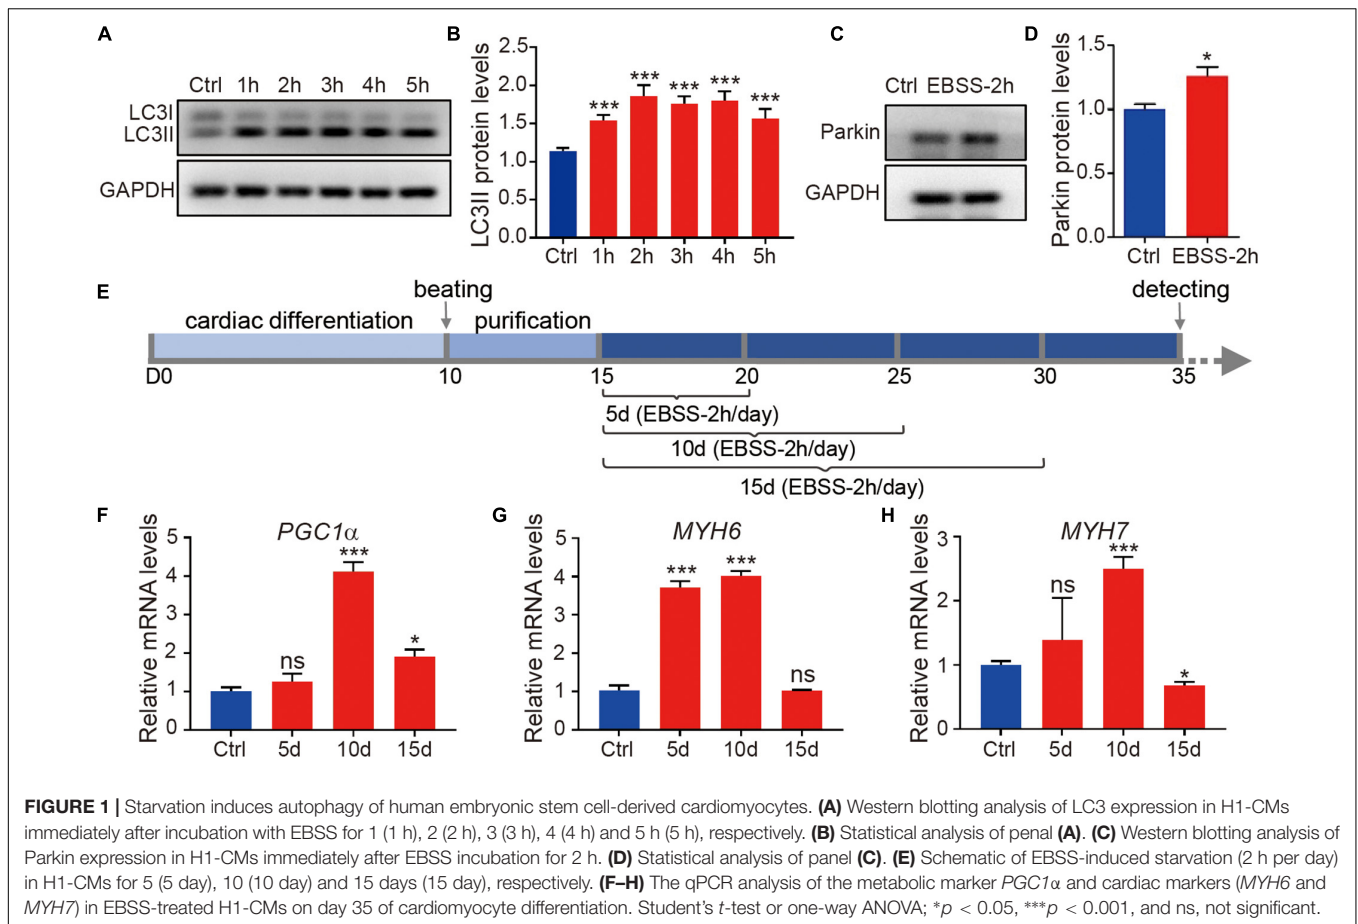 A
Ctrl 1h 2h 3h 4h 5h
LC3I
LC3II
GAPDH
B
LC3II protein levels
2.5
2.0
1.5
1.0
0.5
0.0
***
***
***
***
***
Ctrl 1h 2h 3h 4h 5h
C
Ctrl EBSS-2h
Parkin
GAPDH
D
Parkin protein levels
1.5
1.0
0.5
0.0
*
Ctrl EBSS-2h
E
beating
detecting
cardiac differentiation
purification
D0 10 15 20 25 30 35
5d (EBSS-2h/day)
10d (EBSS-2h/day)
15d (EBSS-2h/day)
F
PGC1α
Relative mRNA levels
5
4
3
2
1
0
ns
***
*
Ctrl 5d 10d 15d
G
MYH6
Relative mRNA levels
5
4
3
2
1
0
***
***
ns
Ctrl 5d 10d 15d
H
MYH7
Relative mRNA levels
3
2
1
0
ns
***
*
Ctrl 5d 10d 15d
FIGURE 1 | Starvation induces autophagy of human embryonic stem cell-derived cardiomyocytes. (A) Western blotting analysis of LC3 expression in H1-CMs
immediately after incubation with EBSS for 1 (1 h), 2 (2 h), 3 (3 h), 4 (4 h) and 5 h (5 h), respectively. (B) Statistical analysis of penal (A). (C) Western blotting analysis of
Parkin expression in H1-CMs immediately after EBSS incubation for 2 h. (D) Statistical analysis of panel (C). (E) Schematic of EBSS-induced starvation (2 h per day)
in H1-CMs for 5 (5 day), 10 (10 day) and 15 days (15 day), respectively. (F–H) The qPCR analysis of the metabolic marker PGC1α and cardiac markers (MYH6 and
MYH7) in EBSS-treated H1-CMs on day 35 of cardiomyocyte differentiation. Student's t-test or one-way ANOVA; *p < 0.05, ***p < 0.001, and ns, not significant.